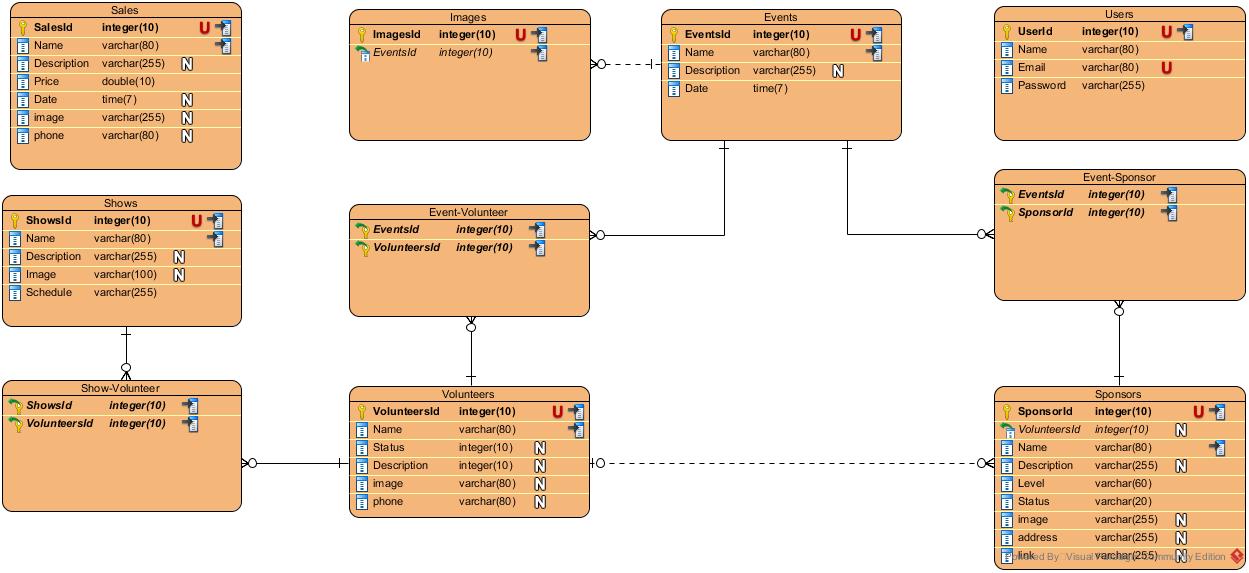 Sales
SalesId integer(10) U
Name varchar(80)
Description varchar(255) N
Price double(10)
Date time(7) N
image varchar(255) N
phone varchar(80) N
Images
ImagesId integer(10) U
EventsId integer(10)
Events
EventsId integer(10) U
Name varchar(80)
Description varchar(255) N
Date time(7)
Users
UserId integer(10) U
Name varchar(80)
Email varchar(80) U
Password varchar(255)
Shows
ShowsId integer(10) U
Name varchar(80)
Description varchar(255) N
Image varchar(100) N
Schedule varchar(255)
Event-Volunteer
EventsId integer(10)
VolunteersId integer(10)
Event-Sponsor
EventsId integer(10)
SponsorId integer(10)
Show-Volunteer
ShowsId integer(10)
VolunteersId integer(10)
Volunteers
VolunteersId integer(10) U
Name varchar(80)
Status integer(10) N
Description integer(10) N
image varchar(80) N
phone varchar(80) N
Sponsors
SponsorId integer(10) U
VolunteersId integer(10) N
Name varchar(80)
Description varchar(255) N
Level varchar(60)
Status varchar(20)
image varchar(255) N
address varchar(255) N
link varchar(255) N